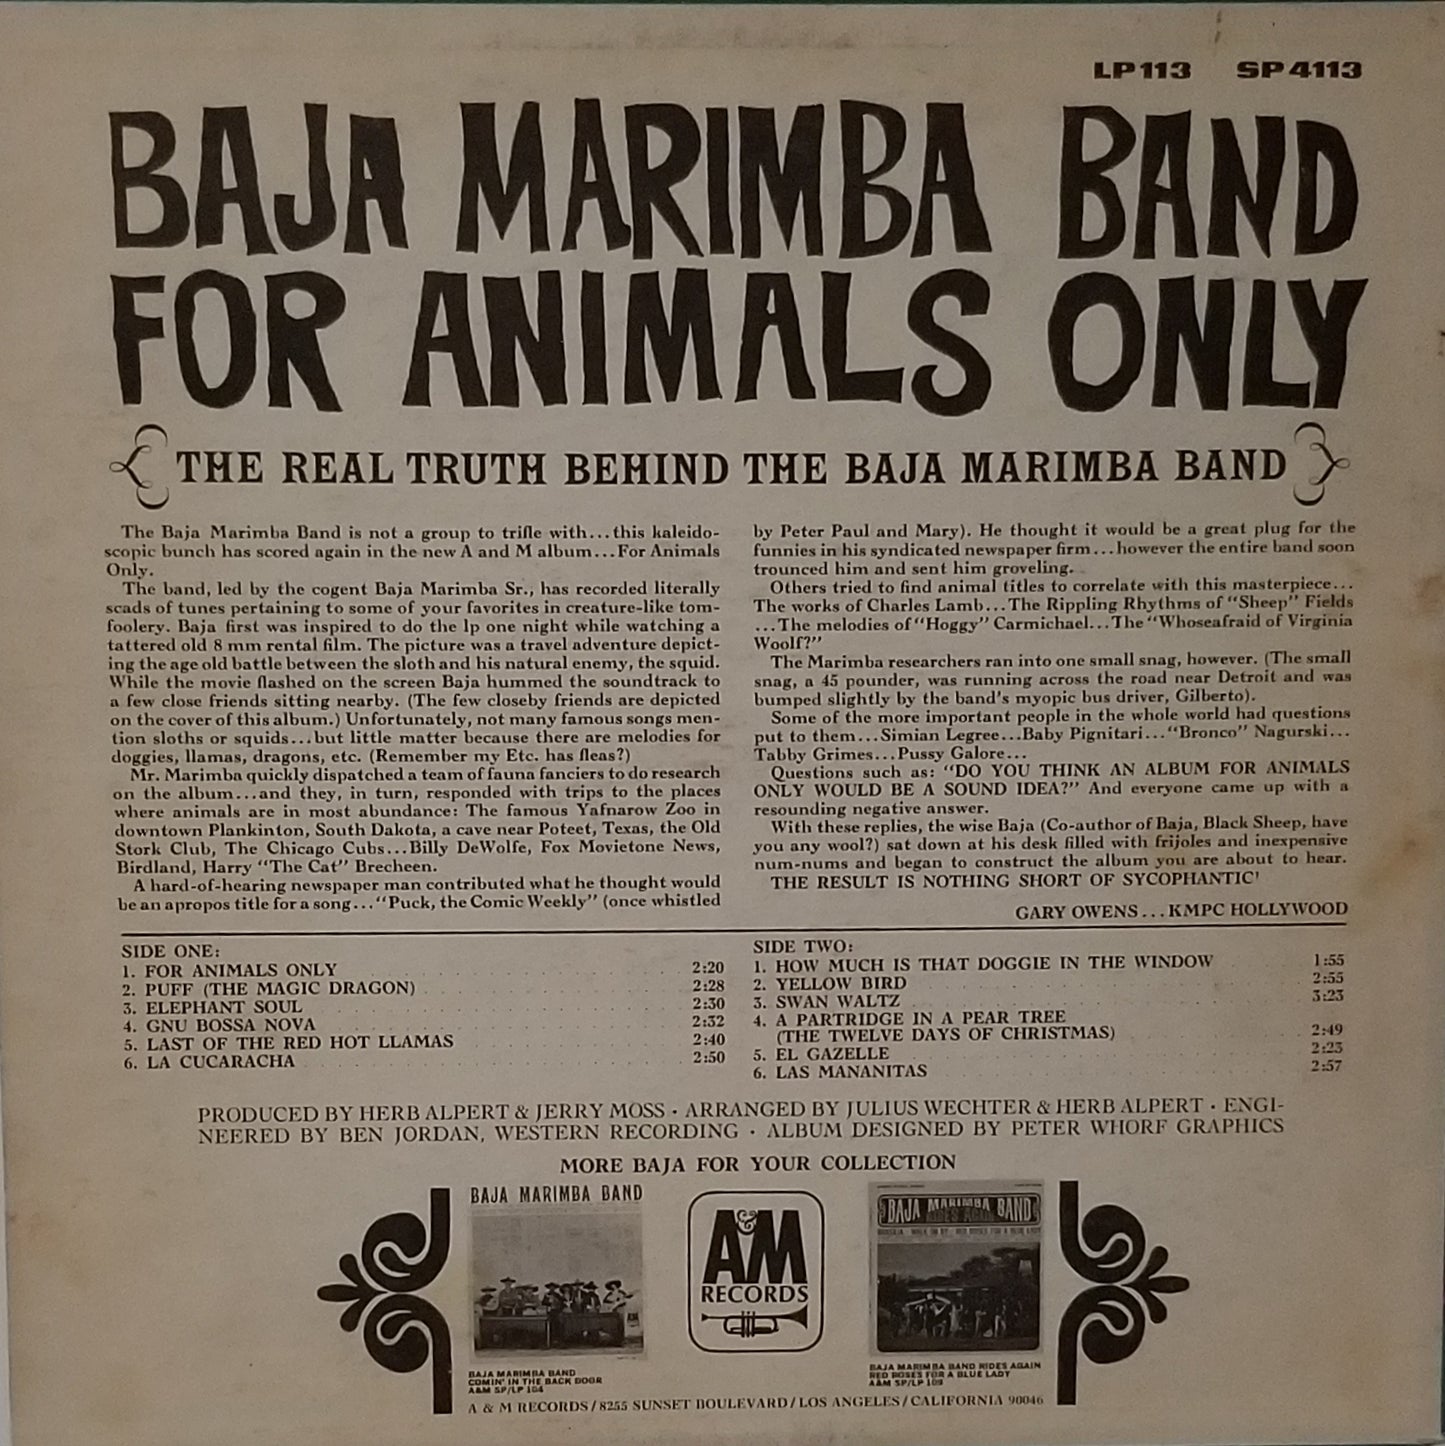 LP 113 SP 4113
BAJA MARIMBA BAND
FOR ANIMALS ONLY
THE REAL TRUTH BEHIND THE BAJA MARIMBA BAND
The Baja Marimba Band is not a group to trifle with...this kaleido-
scopic bunch has scored again in the new A and M album...For Animals
Only.
The band, led by the cogent Baja Marimba Sr., has recorded literally
scads of tunes pertaining to some of your favorites in creature-like tom-
foolery. Baja first was inspired to do the lp one night while watching a
tattered old 8 mm rental film. The picture was a travel adventure depict-
ing the age old battle between the sloth and his natural enemy, the squid.
While the movie flashed on the screen Baja hummed the soundtrack to
a few close friends sitting nearby. (The few closeby friends are depicted
on the cover of this album.) Unfortunately, not many famous songs men-
tion sloths or squids...but little matter because there are melodies for
doggies, llamas, dragons, etc. (Remember my Etc. has fleas?)
Mr. Marimba quickly dispatched a team of fauna fanciers to do research
on the album...and they, in turn, responded with trips to the places
where animals are in most abundance: The famous Yafnarow Zoo in
downtown Plankinton, South Dakota, a cave near Poteet, Texas, the Old
Stork Club, The Chicago Cubs...Billy DeWolfe, Fox Movietone News,
Birdland, Harry "The Cat" Brecheen.
A hard-of-hearing newspaper man contributed what he thought would
be an apropos title for a song..."Puck, the Comic Weekly" (once whistled
by Peter Paul and Mary). He thought it would be a great plug for the
funnies in his syndicated newspaper firm...however the entire band soon
trounced him and sent him groveling.
Others tried to find animal titles to correlate with this masterpiece...
The works of Charles Lamb...The Rippling Rhythms of "Sheep" Fields
...The melodies of "Hoggy" Carmichael...The "Whoseafraid of Virginia
Woolf?"
The Marimba researchers ran into one small snag, however. (The small
snag, a 45 pounder, was running across the road near Detroit and was
bumped slightly by the band's myopic bus driver, Gilberto).
Some of the more important people in the whole world had questions
put to them...Simian Legree...Baby Pignitari..."Bronco" Nagurski...
Tabby Grimes...Pussy Galore...
Questions such as: "DO YOU THINK AN ALBUM FOR ANIMALS
ONLY WOULD BE A SOUND IDEA?" And everyone came up with a
resounding negative answer.
With these replies, the wise Baja (Co-author of Baja, Black Sheep, have
you any wool?) sat down at his desk filled with frijoles and inexpensive
num-nums and began to construct the album you are about to hear.
THE RESULT IS NOTHING SHORT OF SYCOPHANTIC'
GARY OWENS...KMPC HOLLYWOOD
SIDE ONE:
1. FOR ANIMALS ONLY 2:20
2. PUFF (THE MAGIC DRAGON) 2:28
3. ELEPHANT SOUL 2:30
4. GNU BOSSA NOVA 2:32
5. LAST OF THE RED HOT LLAMAS 2:40
6. LA CUCARACHA 2:50
SIDE TWO:
1. HOW MUCH IS THAT DOGGIE IN THE WINDOW 1:55
2. YELLOW BIRD 2:55
3. SWAN WALTZ 3:23
4. A PARTRIDGE IN A PEAR TREE
(THE TWELVE DAYS OF CHRISTMAS) 2:49
5. EL GAZELLE 2:23
6. LAS MANANITAS 2:57
PRODUCED BY HERB ALPERT & JERRY MOSS • ARRANGED BY JULIUS WECHTER & HERB ALPERT • ENGI-
NEERED BY BEN JORDAN, WESTERN RECORDING • ALBUM DESIGNED BY PETER WHORF GRAPHICS
MORE BAJA FOR YOUR COLLECTION
BAJA MARIMBA BAND
A&M
RECORDS
BAJA MARIMBA BAND
RIDES AGAIN
BAJA MARIMBA BAND
COMIN' IN THE BACK DOOR
A&M SP/LP 104
BAJA MARIMBA BAND RIDES AGAIN
RED ROSES FOR A BLUE LADY
A&M SP/LP 109
A & M RECORDS / 8255 SUNSET BOULEVARD / LOS ANGELES / CALIFORNIA 90046